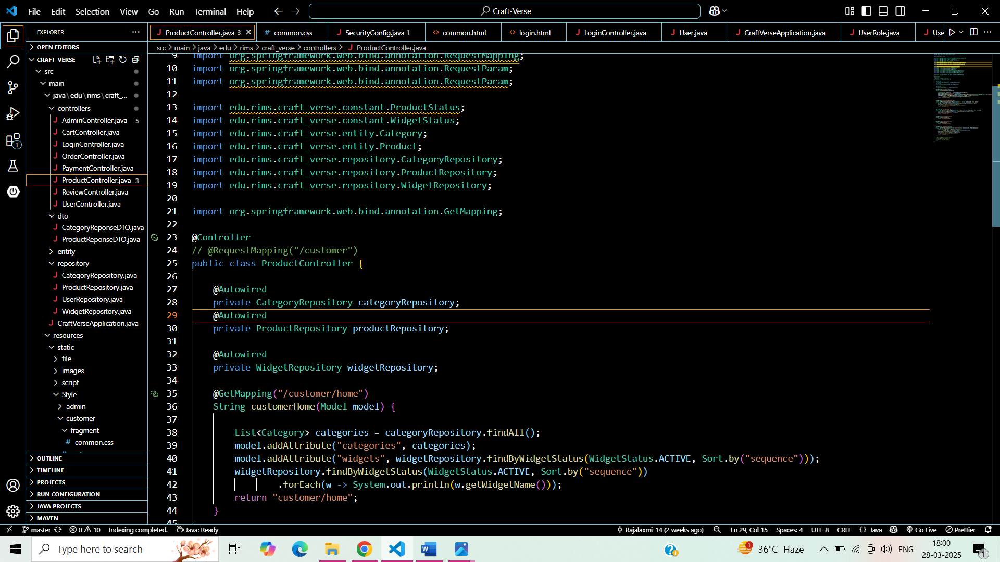 File Edit Selection View Go Run Terminal Help
Craft-Verse
EXPLORER
ProductController.java 3
common.css
SecurityConfig.java 1
common.html
login.html
LoginController.java
User.java
CraftVerseApplication.java
UserRole.java
Use
OPEN EDITORS
src > main > java > edu > rims > craft_verse > controllers > ProductController.java
CRAFT-VERSE
src
main
java\edu\rims\craft_...
controllers
AdminController.java 5
CartController.java
LoginController.java
OrderController.java
PaymentController.java
ProductController.java 3
ReviewController.java
UserController.java
dto
CategoryReponseDTO.java
ProductReponseDTO.java
entity
repository
CategoryRepository.java
ProductRepository.java
UserRepository.java
WidgetRepository.java
CraftVerseApplication.java
resources
static
file
images
script
Style
admin
customer
fragment
common.css
OUTLINE
TIMELINE
PROJECTS
RUN CONFIGURATION
JAVA PROJECTS
MAVEN
9 import org.springframework.web.bind.annotation.RequestMapping;
10 import org.springframework.web.bind.annotation.RequestParam;
11 import org.springframework.web.bind.annotation.RequestParam;
12
13 import edu.rims.craft_verse.constant.ProductStatus;
14 import edu.rims.craft_verse.constant.WidgetStatus;
15 import edu.rims.craft_verse.entity.Category;
16 import edu.rims.craft_verse.entity.Product;
17 import edu.rims.craft_verse.repository.CategoryRepository;
18 import edu.rims.craft_verse.repository.ProductRepository;
19 import edu.rims.craft_verse.repository.WidgetRepository;
20
21 import org.springframework.web.bind.annotation.GetMapping;
22
23 @Controller
24 // @RequestMapping("/customer")
25 public class ProductController {
26
27 @Autowired
28 private CategoryRepository categoryRepository;
29 @Autowired
30 private ProductRepository productRepository;
31
32 @Autowired
33 private WidgetRepository widgetRepository;
34
35 @GetMapping("/customer/home")
36 String customerHome(Model model) {
37
38 List<Category> categories = categoryRepository.findAll();
39 model.addAttribute("categories", categories);
40 model.addAttribute("widgets", widgetRepository.findByWidgetStatus(WidgetStatus.ACTIVE, Sort.by("sequence")));
41 widgetRepository.findByWidgetStatus(WidgetStatus.ACTIVE, Sort.by("sequence"))
42 .forEach(w -> System.out.println(w.getWidgetName()));
43 return "customer/home";
44 }
45
master 0 10 Indexing completed. Java: Ready
Rajalaxmi-14 (2 weeks ago) Ln 29, Col 15 Spaces: 4 UTF-8 CRLF {} Java Go Live Prettier
Type here to search
1
36°C Haze
ENG
18:00
28-03-2025
1